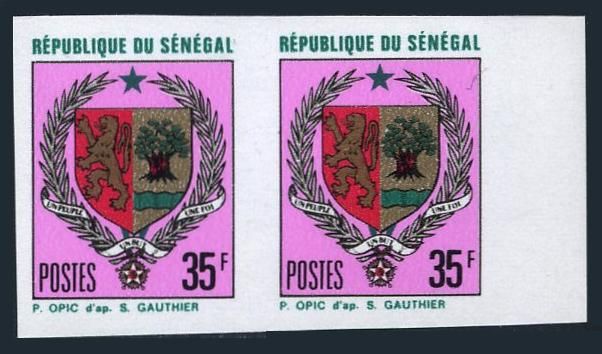 RÉPUBLIQUE DU SÉNÉGAL
UN PEUPLE UN BUT UNE FOI
POSTES 35F
P. OPIC d'ap. S. GAUTHIER
RÉPUBLIQUE DU SÉNÉGAL
UN PEUPLE UN BUT UNE FOI
POSTES 35F
P. OPIC d'ap. S. GAUTHIER